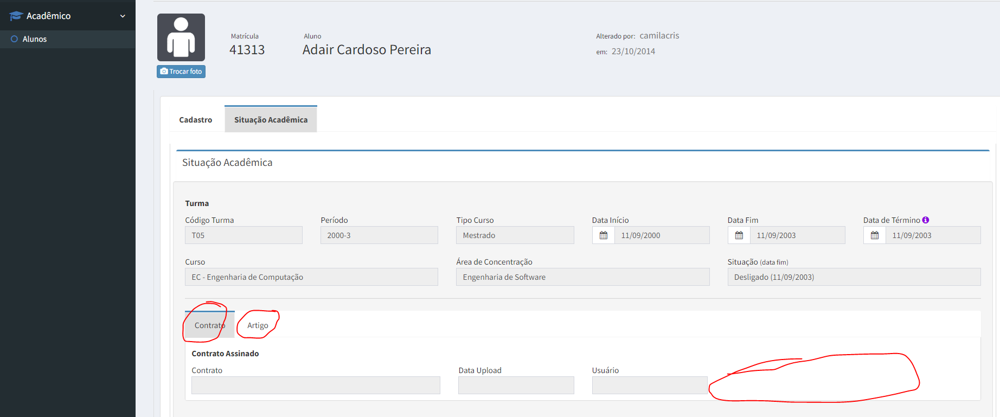 Acadêmico
Alunos
Trocar foto
Matrícula
41313
Aluno
Adair Cardoso Pereira
Alterado por: camilacris
em: 23/10/2014
Cadastro
Situação Acadêmica
Situação Acadêmica
Turma
Código Turma
T05
Período
2000-3
Tipo Curso
Mestrado
Data Início
11/09/2000
Data Fim
11/09/2003
Data de Término
11/09/2003
Curso
EC - Engenharia de Computação
Área de Concentração
Engenharia de Software
Situação (data fim)
Desligado (11/09/2003)
Contrato
Artigo
Contrato Assinado
Contrato
Data Upload
Usuário